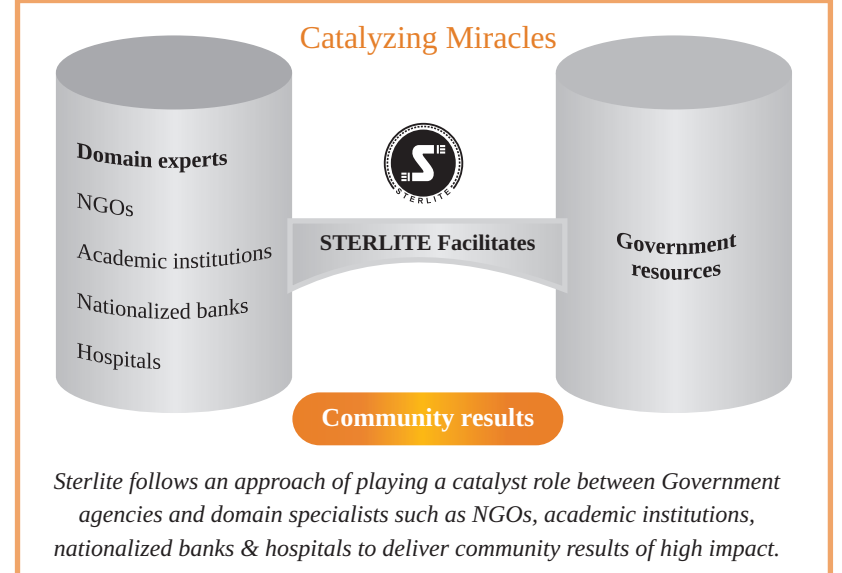 Catalyzing Miracles
Domain experts
NGOs
Academic institutions
Nationalized banks
Hospitals
STERLITE
STERLITE Facilitates
Government
resources
Community results
Sterlite follows an approach of playing a catalyst role between Government
agencies and domain specialists such as NGOs, academic institutions,
nationalized banks & hospitals to deliver community results of high impact.